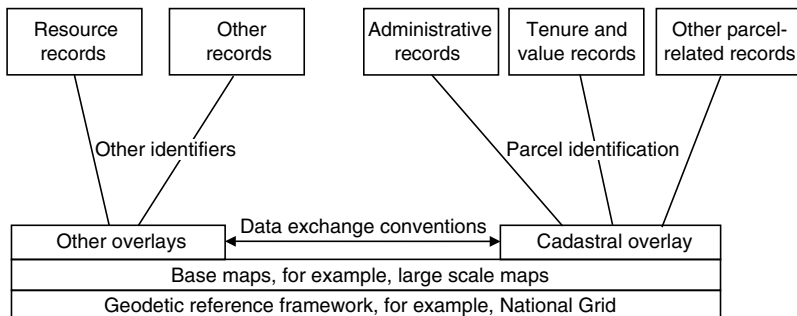 Resource
records
Other
records
Administrative
records
Tenure and
value records
Other parcel-
related records
Other identifiers
Parcel identification
Data exchange conventions
Other overlays
Cadastral overlay
Base maps, for example, large scale maps
Geodetic reference framework, for example, National Grid